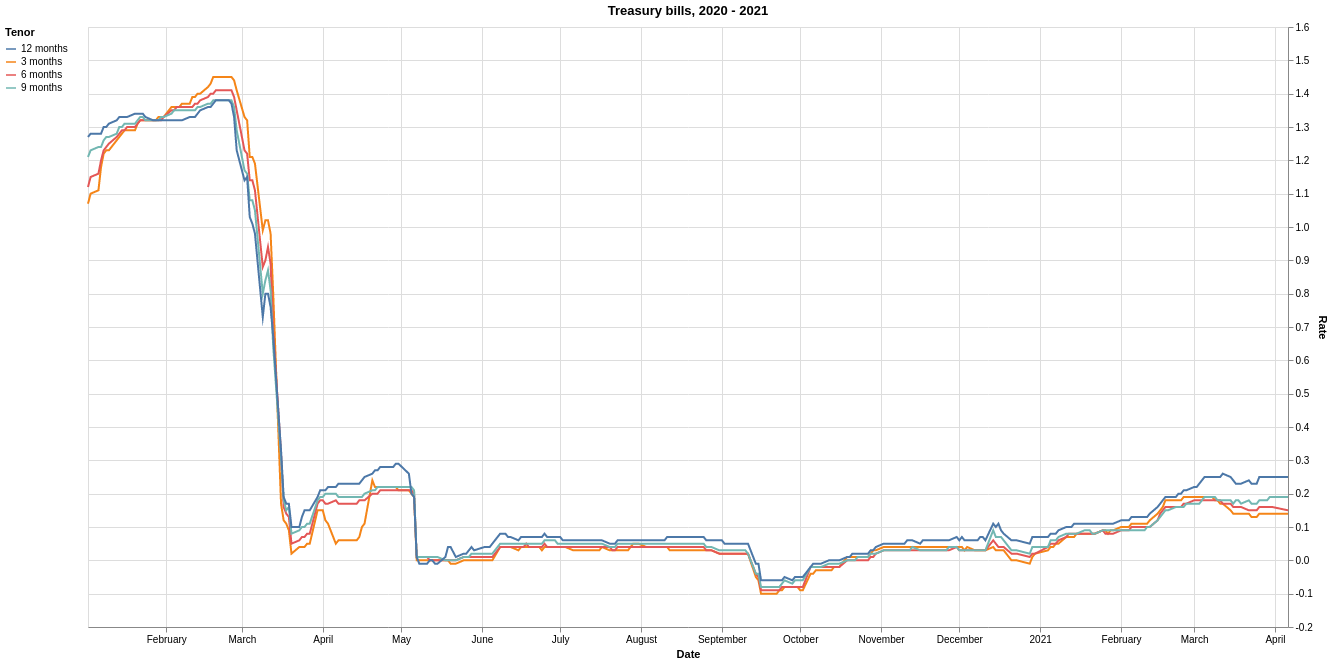 Treasury bills, 2020 - 2021
Tenor
12 months
3 months
6 months
9 months
1.6
1.5
1.4
1.3
1.2
1.1
1.0
0.9
0.8
0.7
0.6
0.5
0.4
0.3
0.2
0.1
0.0
-0.1
-0.2
Rate
February March April May June July August September October November December 2021 February March April
Date